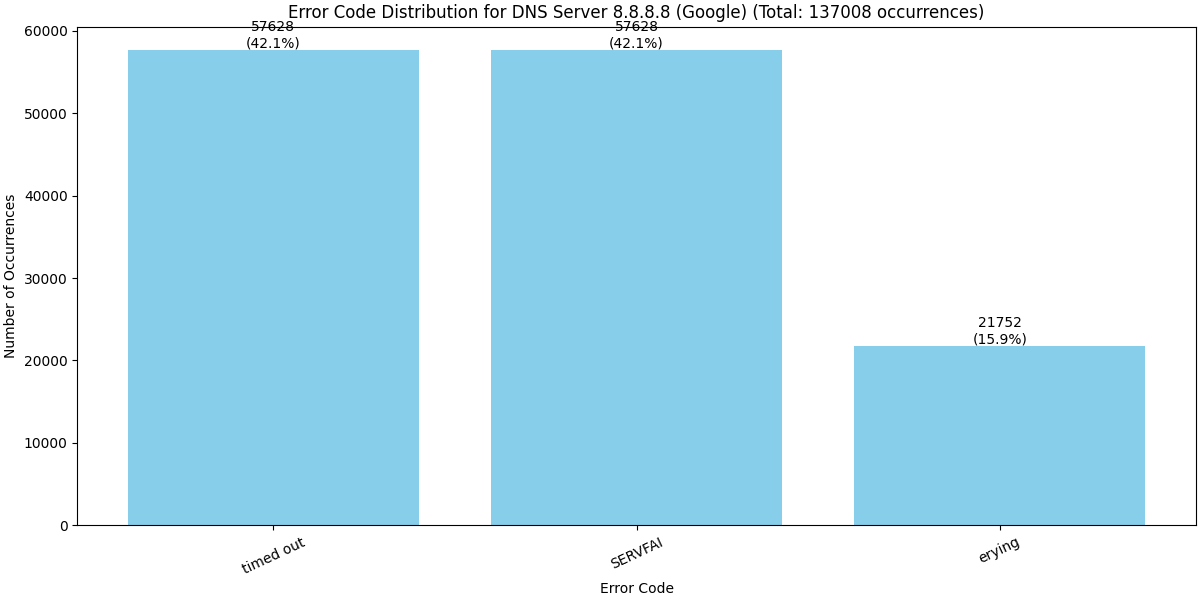 Error Code Distribution for DNS Server 8.8.8.8 (Google) (Total: 137008 occurrences)
57628
(42.1%)
57628
(42.1%)
21752
(15.9%)
60000
50000
40000
30000
20000
10000
0
Number of Occurrences
timed out
SERVFAI
erying
Error Code